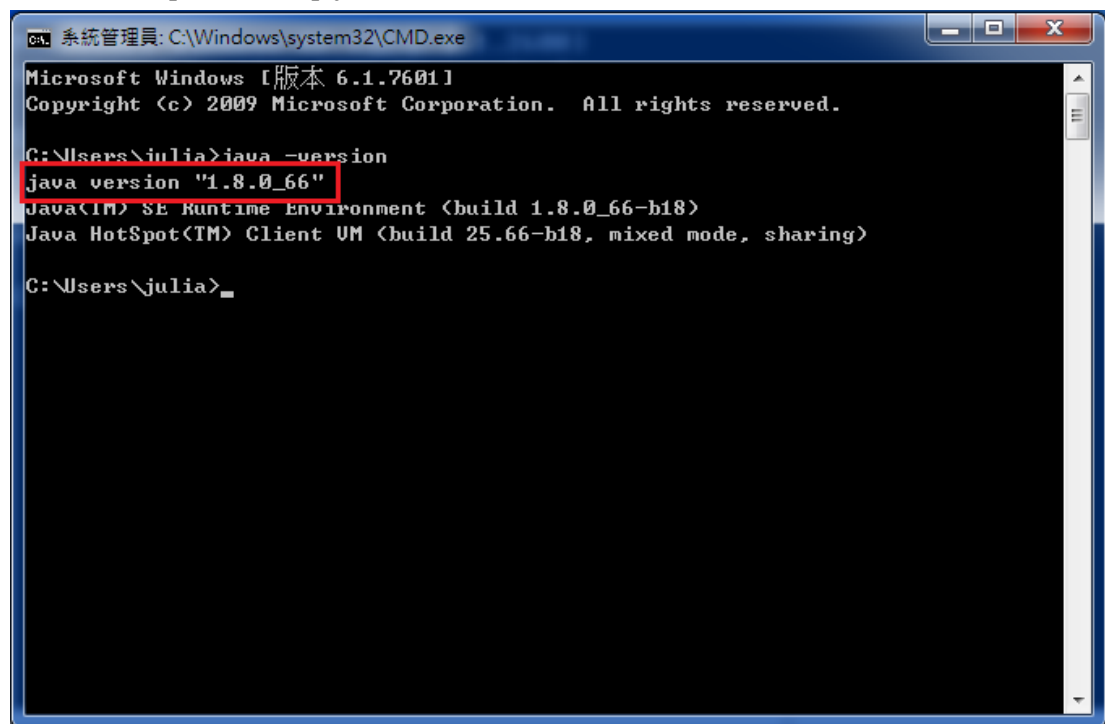 系統管理員: C:\Windows\system32\CMD.exe
Microsoft Windows [版本 6.1.7601]
Copyright (c) 2009 Microsoft Corporation.  All rights reserved.
C:\Users\julia>java -version
java version "1.8.0_66"
Java(TM) SE Runtime Environment (build 1.8.0_66-b18)
Java HotSpot(TM) Client VM (build 25.66-b18, mixed mode, sharing)
C:\Users\julia>_